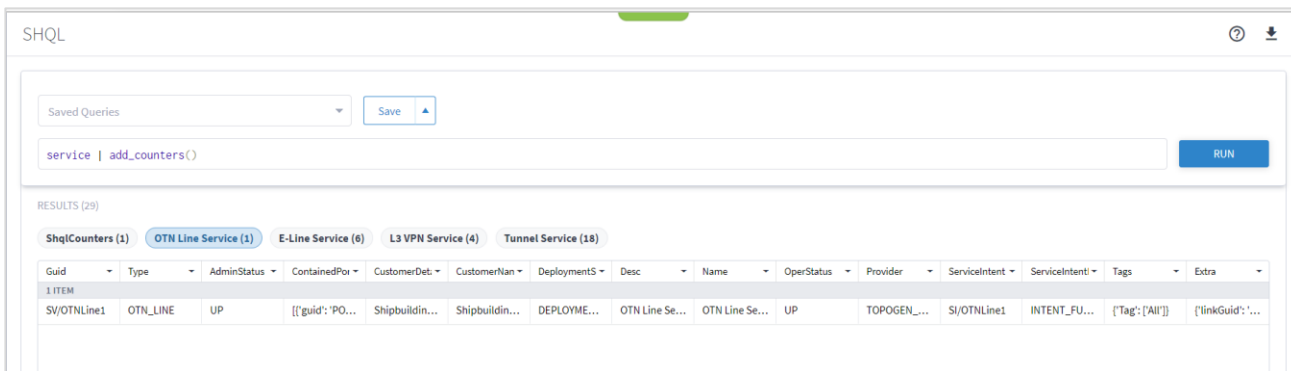 SHQL
Saved Queries
Save
service | add_counters()
RUN
RESULTS (29)
ShqlCounters (1) OTN Line Service (1) E-Line Service (6) L3 VPN Service (4) Tunnel Service (18)
Guid Type AdminStatus ContainedPor CustomerDet: CustomerNan DeploymentS Desc Name OperStatus Provider ServiceIntent ServiceIntentI Tags Extra
1 ITEM
SV/OTNLine1 OTN_LINE UP [{'guid': 'PO... Shipbuildin... Shipbuildin... DEPLOYME... OTN Line Se... OTN Line Se... UP TOPOGEN_... SI/OTNLine1 INTENT_FU... {'Tag': ['All']} {'linkGuid': '...